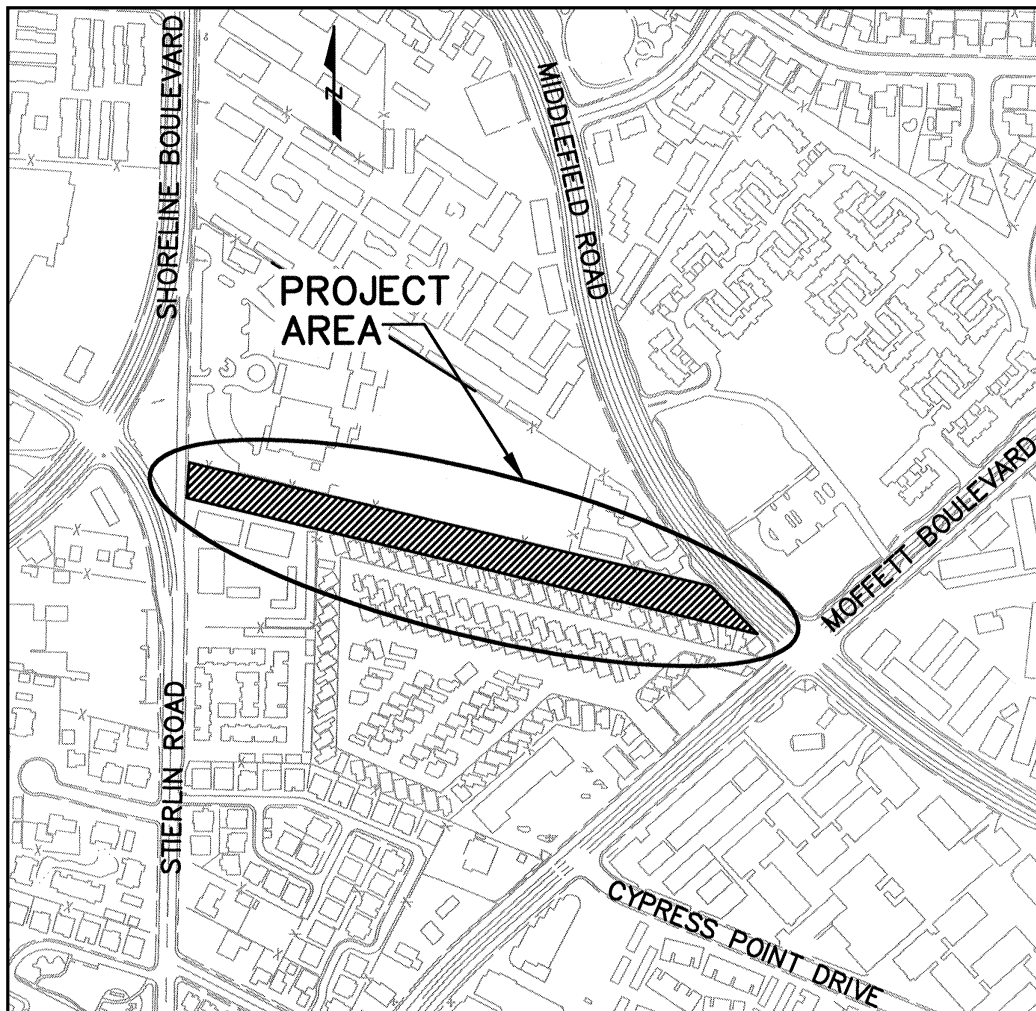 SHORELINE BOULEVARD
Z
MIDDLEFIELD ROAD
PROJECT
AREA
MOFFETT BOULEVARD
STIERLIN ROAD
CYPRESS POINT DRIVE